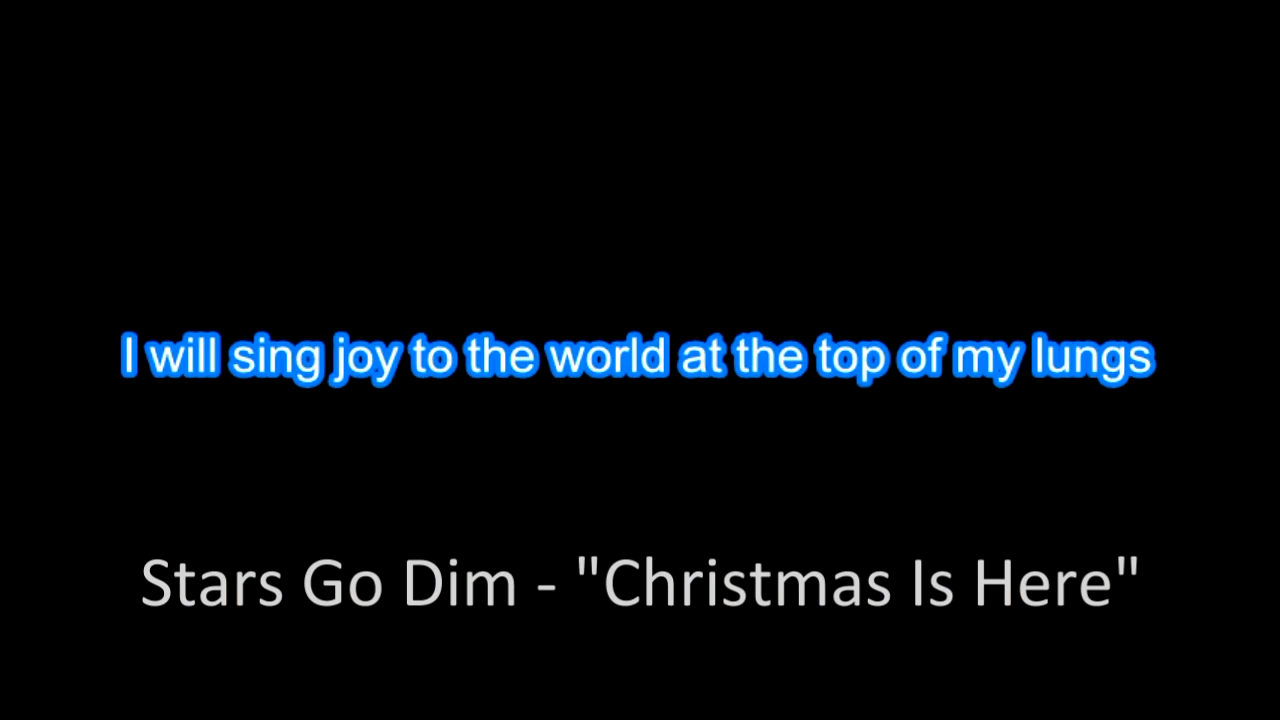 I will sing joy to the world at the top of my lungs
Stars Go Dim - "Christmas Is Here"